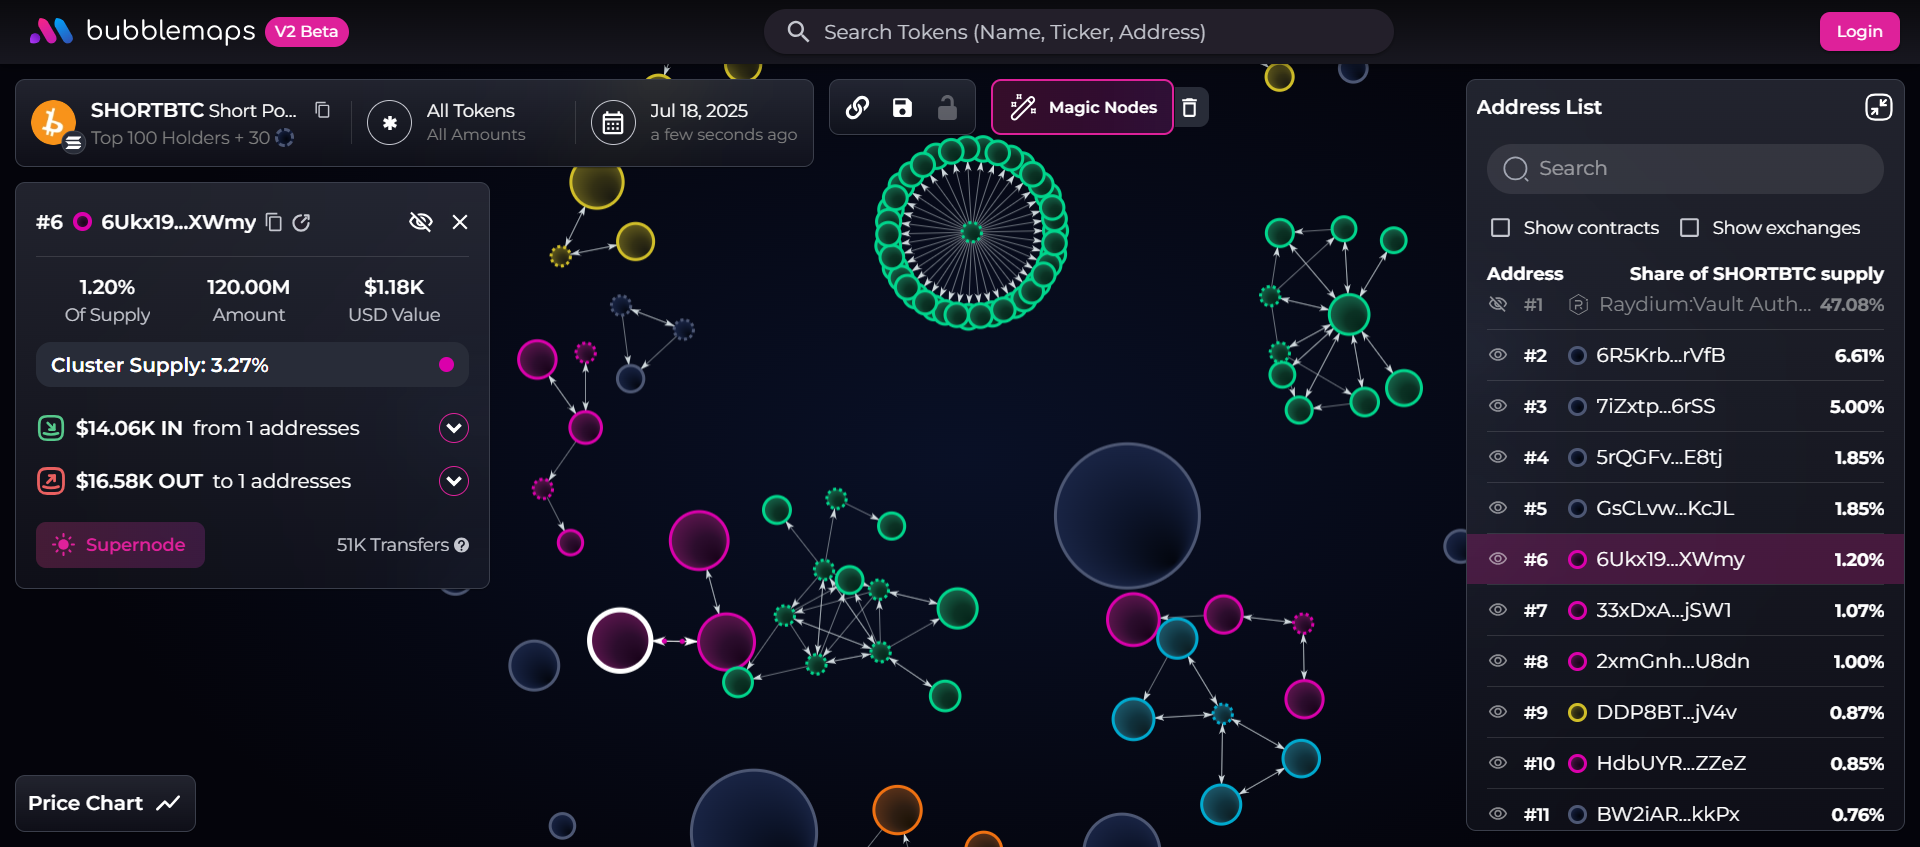 bubblemaps V2 Beta
Search Tokens (Name, Ticker, Address)
Login
SHORTBTC Short Po...
Top 100 Holders + 30
All Tokens
All Amounts
Jul 18, 2025
a few seconds ago
Magic Nodes
#6 6Ukx19...XWmy
1.20% 120.00M $1.18K
Of Supply Amount USD Value
Cluster Supply: 3.27%
$14.06K IN from 1 addresses
$16.58K OUT to 1 addresses
Supernode 51K Transfers ?
Price Chart
Address List
Search
Show contracts Show exchanges
Address Share of SHORTBTC supply
#1 Raydium:Vault Auth... 47.08%
#2 6R5Krb...rVfB 6.61%
#3 7iZxtp...6rSS 5.00%
#4 5rQGFv...E8tj 1.85%
#5 GsCLvw...KcJL 1.85%
#6 6Ukx19...XWmy 1.20%
#7 33xDxA...jSW1 1.07%
#8 2xmGnh...U8dn 1.00%
#9 DDP8BT...jV4v 0.87%
#10 HdbUYR...ZZeZ 0.85%
#11 BW2iAR...kkPx 0.76%